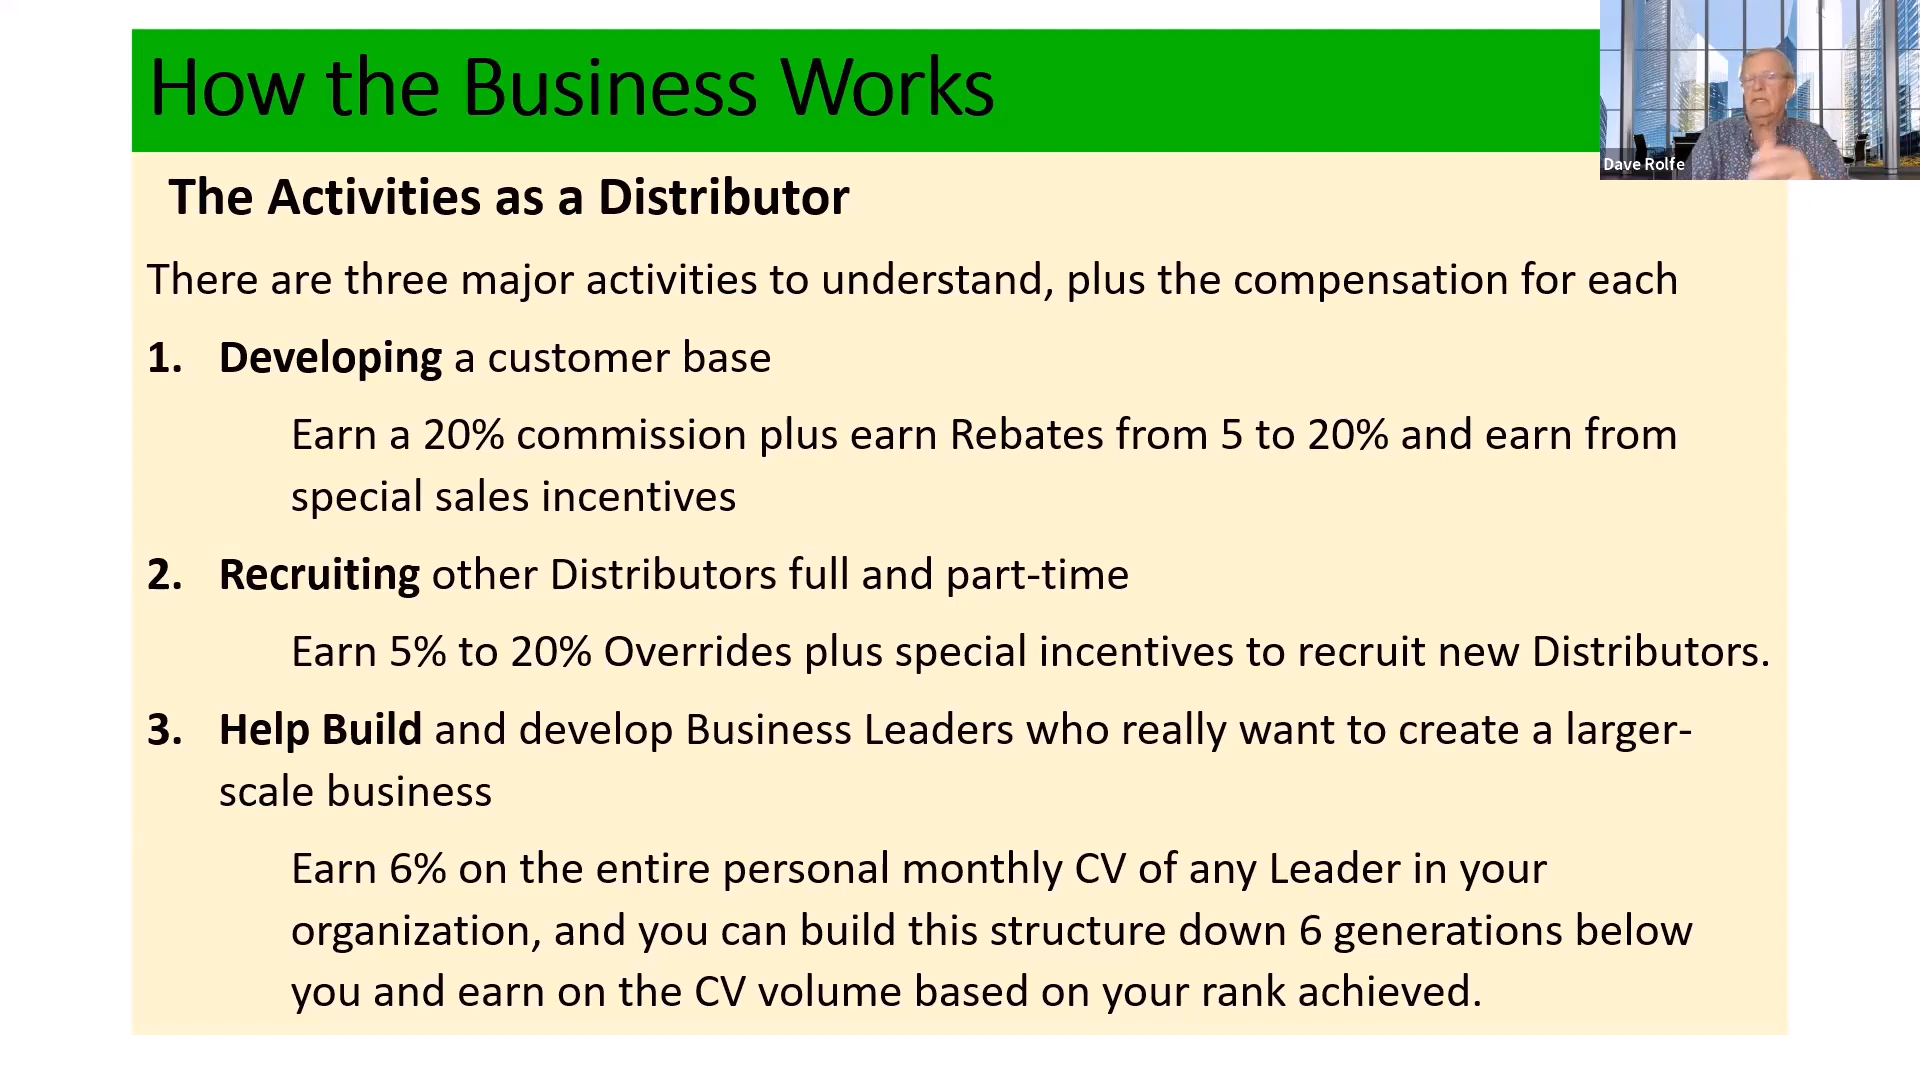 How the Business Works
Dave Rolfe
The Activities as a Distributor
There are three major activities to understand, plus the compensation for each
1. Developing a customer base
Earn a 20% commission plus earn Rebates from 5 to 20% and earn from
special sales incentives
2. Recruiting other Distributors full and part-time
Earn 5% to 20% Overrides plus special incentives to recruit new Distributors.
3. Help Build and develop Business Leaders who really want to create a larger-
scale business
Earn 6% on the entire personal monthly CV of any Leader in your
organization, and you can build this structure down 6 generations below
you and earn on the CV volume based on your rank achieved.